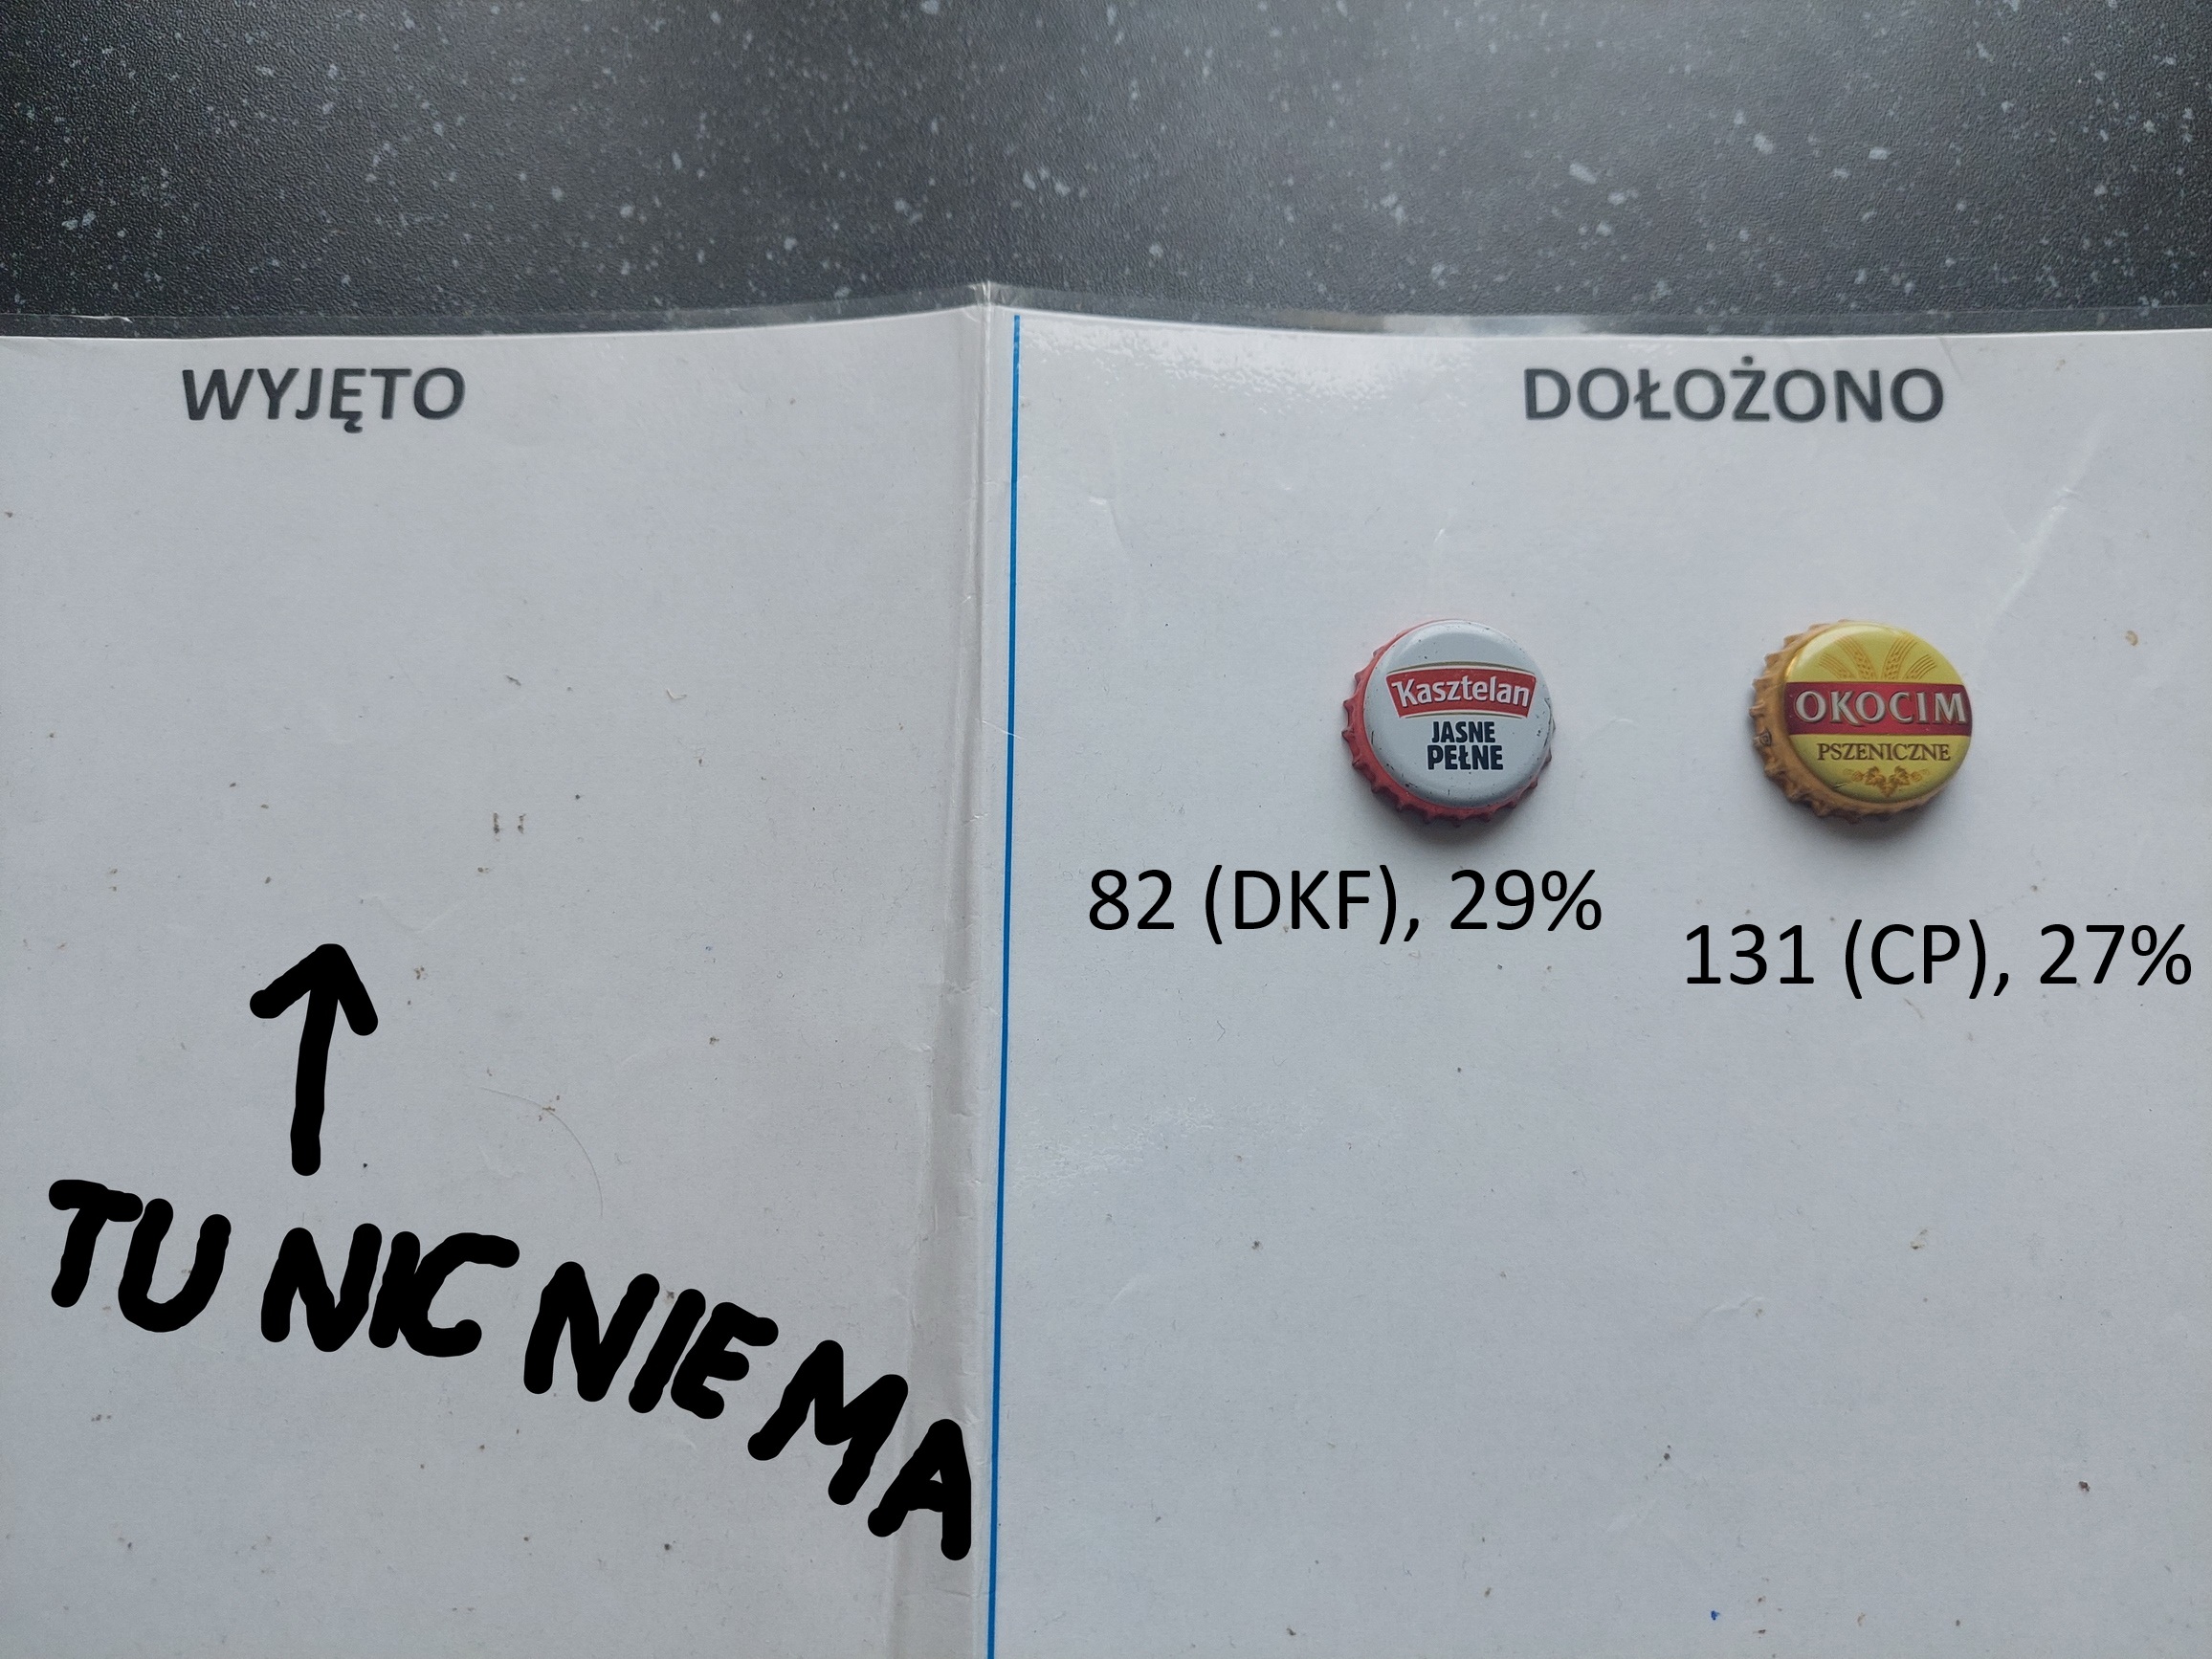 WYJĘTO
DOŁOŻONO
Kasztelan
JASNE
PEŁNE
OKOCIM
PSZENICZNE
82 (DKF), 29%
131 (CP), 27%
TU NIC NIE MA